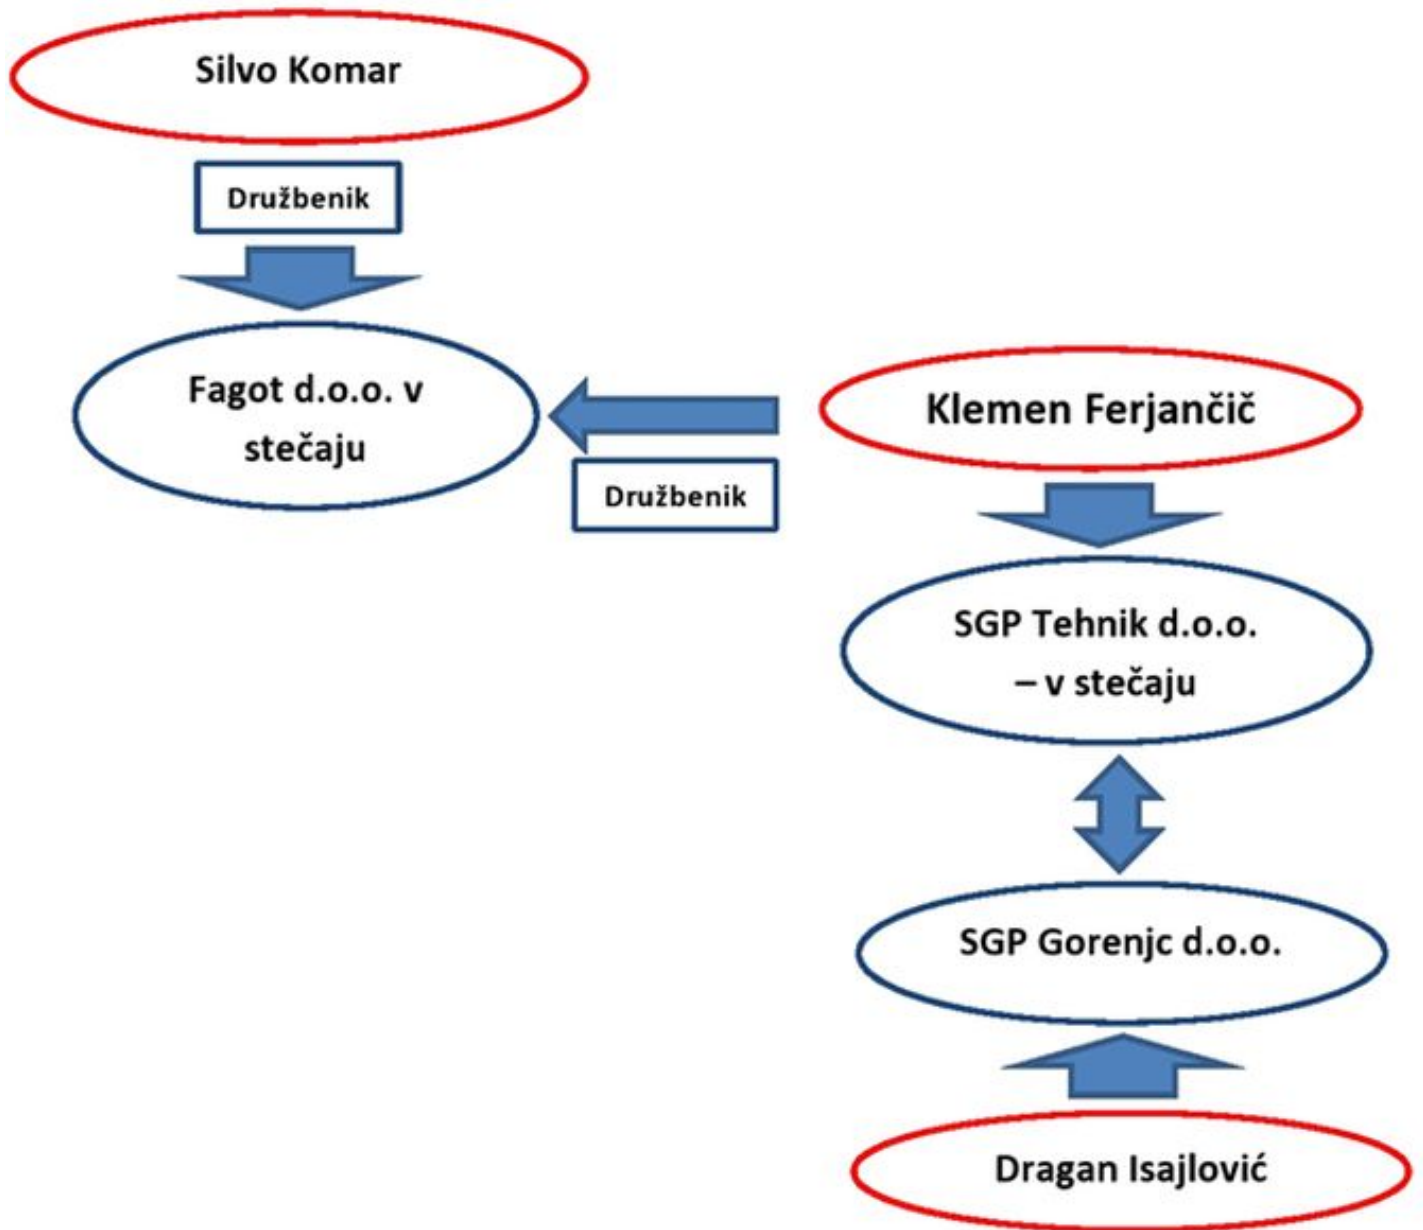 Silvo Komar
Družbenik
Fagot d.o.o. v
stečaju
Klemen Ferjančič
Družbenik
SGP Tehnik d.o.o.
– v stečaju
SGP Gorenjc d.o.o.
Dragan Isajlović